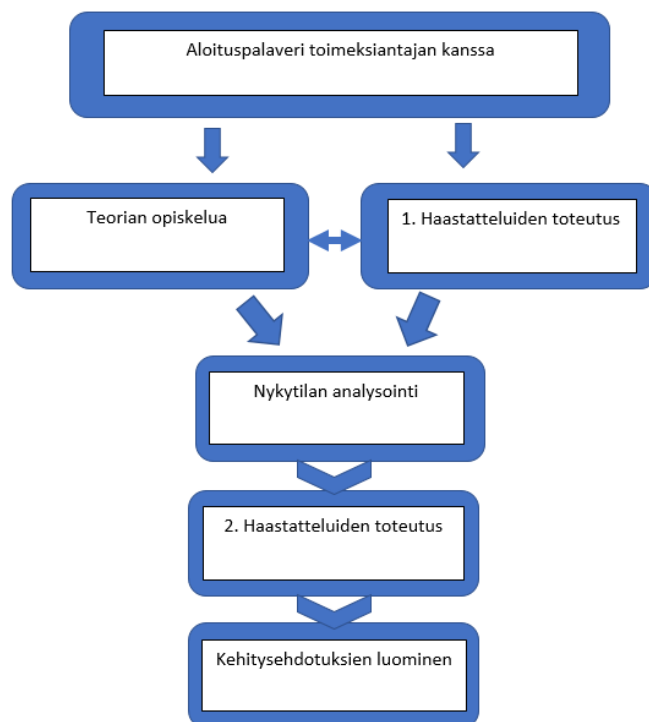 Aloituspalaveri toimeksiantajan kanssa
Teorian opiskelua
1. Haastatteluiden toteutus
Nykytilan analysointi
2. Haastatteluiden toteutus
Kehitysehdotuksien luominen